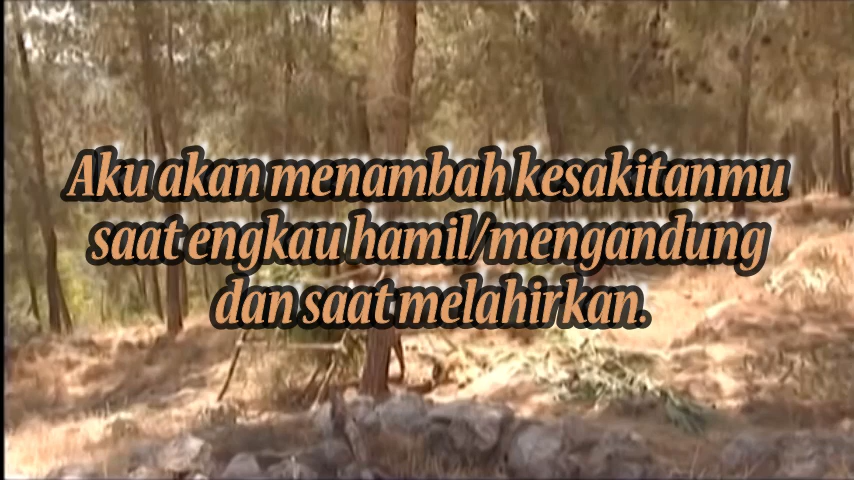 Aku akan menambah kesakitanmu
saat engkau hamil/mengandung
dan saat melahirkan.